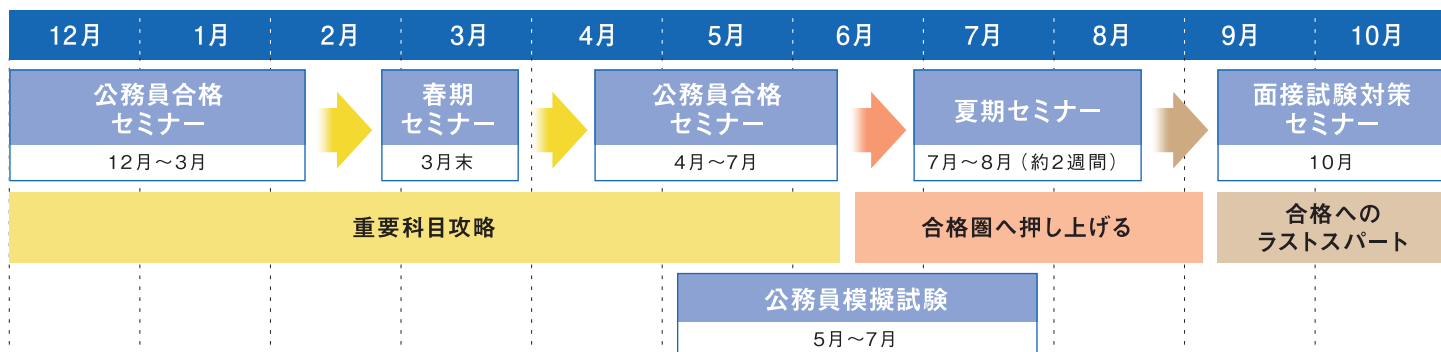 12月 1月 2月 3月 4月 5月 6月 7月 8月 9月 10月
公務員合格
セミナー
12月～3月
春期
セミナー
3月末
公務員合格
セミナー
4月～7月
夏期セミナー
7月～8月（約2週間）
面接試験対策
セミナー
10月
重要科目攻略
合格圏へ押し上げる
合格への
ラストスパート
公務員模擬試験
5月～7月